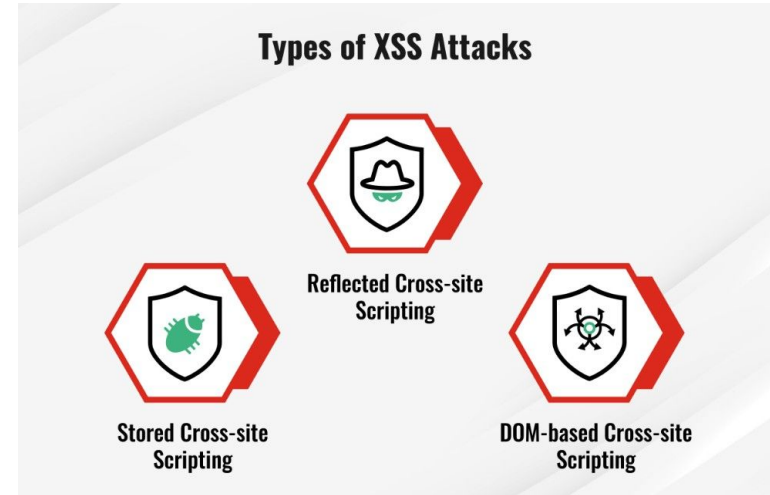 Types of XSS Attacks
Reflected Cross-site
Scripting
Stored Cross-site
Scripting
DOM-based Cross-site
Scripting